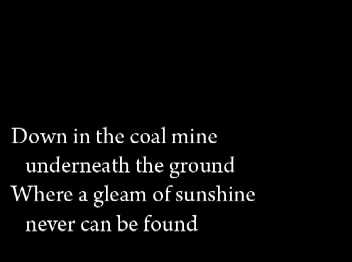 Down in the coal mine
underneath the ground
Where a gleam of sunshine
never can be found